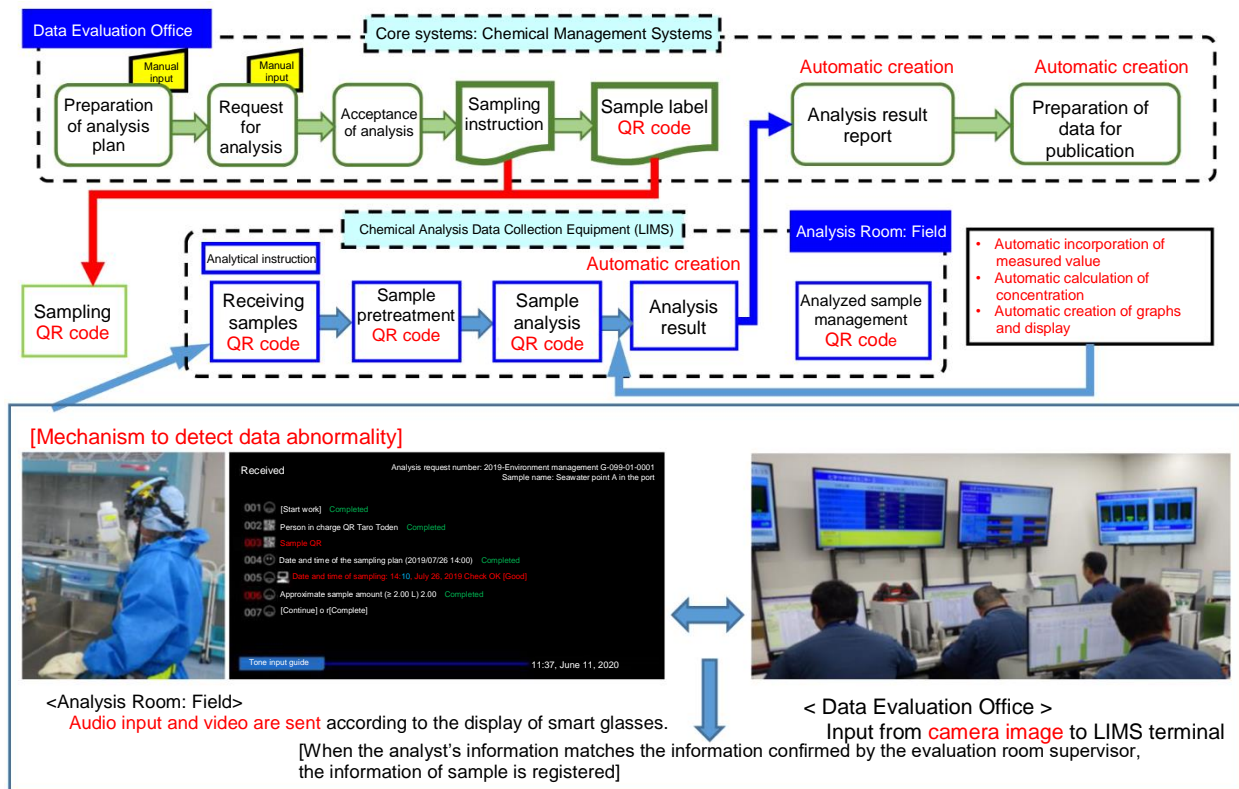 Data Evaluation Office
Core systems: Chemical Management Systems
Manual
input
Manual
input
Automatic creation
Automatic creation
Preparation
of analysis
plan
Request
for
analysis
Acceptance
of analysis
Sampling
instruction
Sample label
QR code
Analysis result
report
Preparation of
data for
publication
Chemical Analysis Data Collection Equipment (LIMS)
Analysis Room: Field
Analytical instruction
Automatic creation
• Automatic incorporation of
measured value
• Automatic calculation of
concentration
• Automatic creation of graphs
and display
Sampling
QR code
Receiving
samples
QR code
Sample
pretreatment
QR code
Sample
analysis
QR code
Analysis
result
Analyzed sample
management
QR code
[Mechanism to detect data abnormality]
Received
Analysis request number: 2019-Environment management G-099-01-0001
Sample name: Seawater point A in the port
001 [Start work] Completed
002 Person in charge QR Taro Toden Completed
003 Sample QR
004 Date and time of the sampling plan (2019/07/26 14:00) Completed
005 Date and time of sampling: 14:10, July 26, 2019 Check OK [Good]
006 Approximate sample amount (≥ 2.00 L) 2.00 Completed
007 [Continue] o r[Complete]
Tone input guide
11:37, June 11, 2020
<Analysis Room: Field>
Audio input and video are sent according to the display of smart glasses.
< Data Evaluation Office >
Input from camera image to LIMS terminal
[When the analyst's information matches the information confirmed by the evaluation room supervisor,
the information of sample is registered]